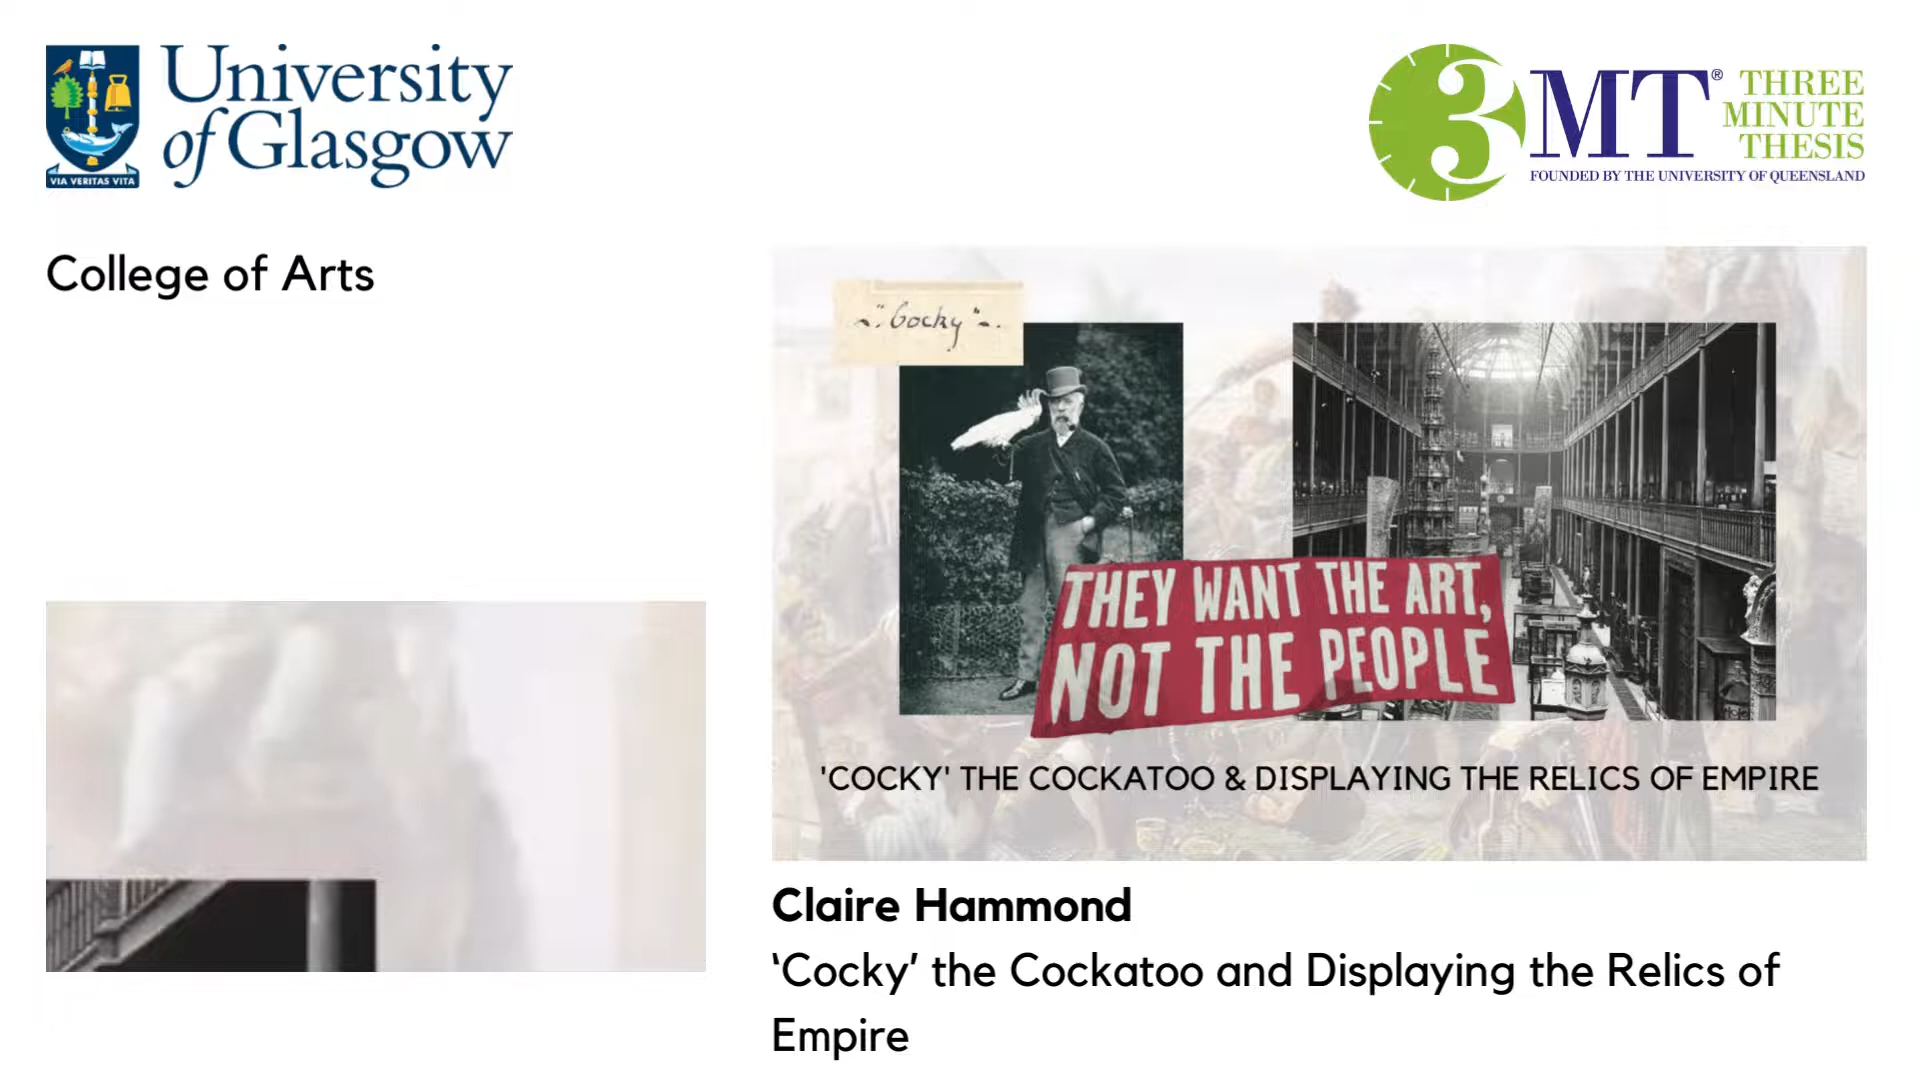 University
of Glasgow
VIA VERITAS VITA
3MT® THREE
MINUTE
THESIS
FOUNDED BY THE UNIVERSITY OF QUEENSLAND
College of Arts
"Cocky"
THEY WANT THE ART,
NOT THE PEOPLE
'COCKY' THE COCKATOO & DISPLAYING THE RELICS OF EMPIRE
Claire Hammond
‘Cocky’ the Cockatoo and Displaying the Relics of
Empire